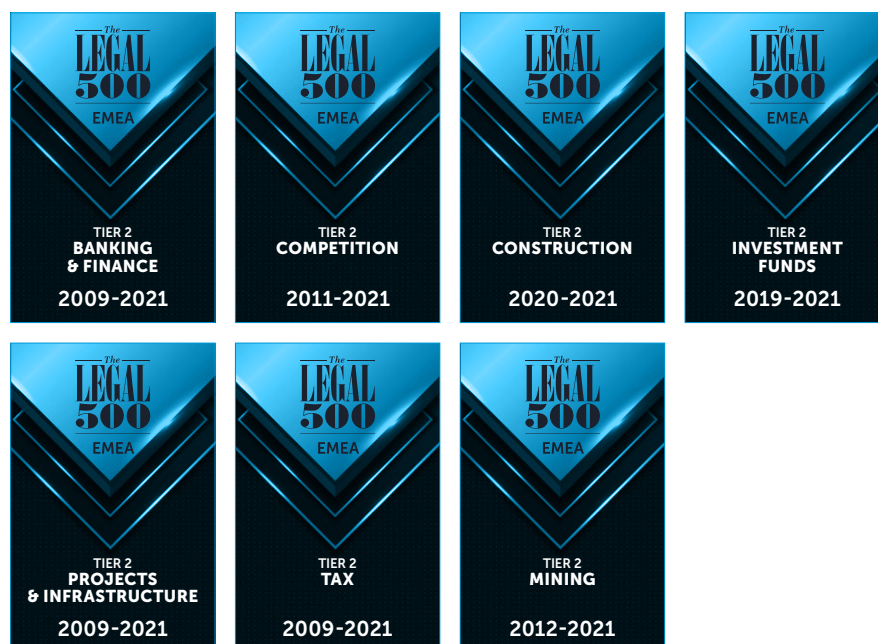 The
LEGAL
500
EMEA
TIER 2
BANKING
& FINANCE
2009-2021
The
LEGAL
500
EMEA
TIER 2
COMPETITION
2011-2021
The
LEGAL
500
EMEA
TIER 2
CONSTRUCTION
2020-2021
The
LEGAL
500
EMEA
TIER 2
INVESTMENT
FUNDS
2019-2021
The
LEGAL
500
EMEA
TIER 2
PROJECTS
& INFRASTRUCTURE
2009-2021
The
LEGAL
500
EMEA
TIER 2
TAX
2009-2021
The
LEGAL
500
EMEA
TIER 2
MINING
2012-2021